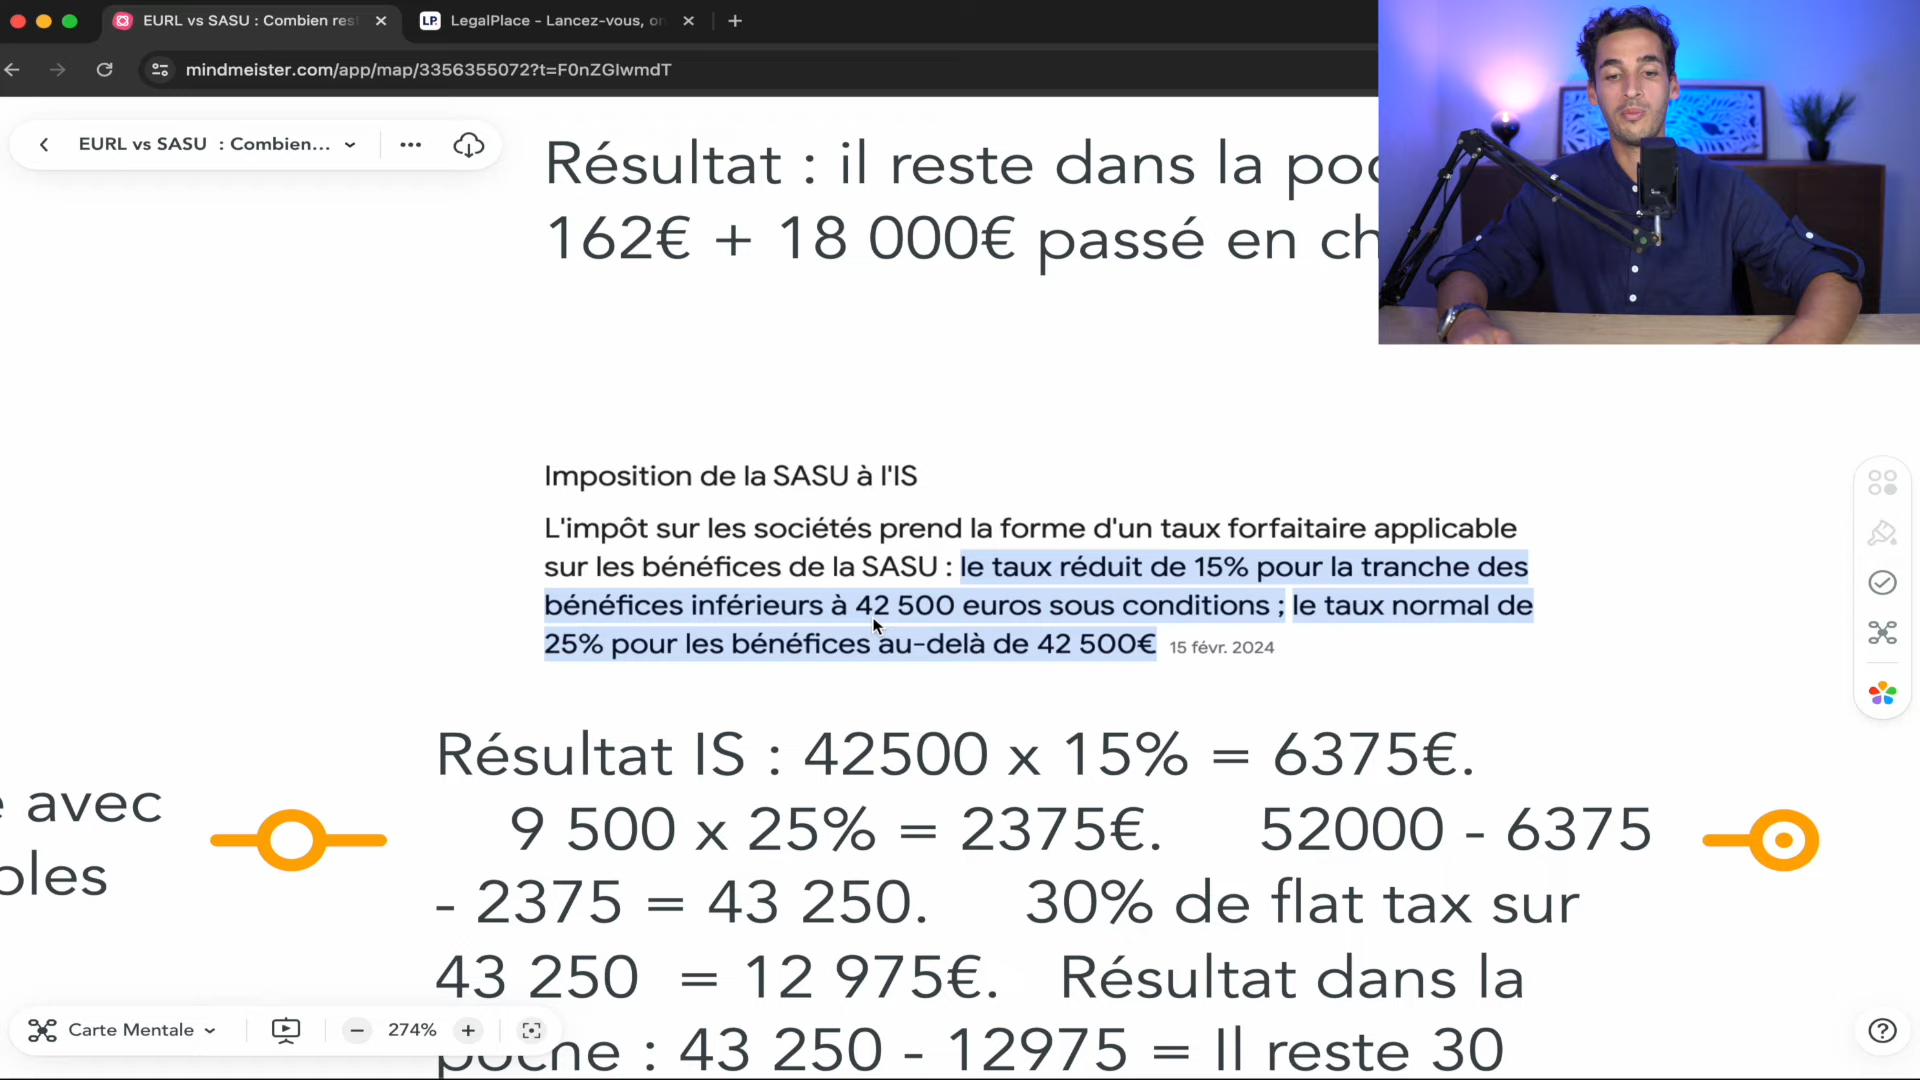 EURL vs SASU : Combien res
LP. LegalPlace - Lancez-vous, on
mindmeister.com/app/map/3356355072?t=F0nZGlwmdT
EURL vs SASU : Combien...
Résultat : il reste dans la poc
162€ + 18 000€ passé en ch
Imposition de la SASU à l'IS
L'impôt sur les sociétés prend la forme d'un taux forfaitaire applicable
sur les bénéfices de la SASU : le taux réduit de 15% pour la tranche des
bénéfices inférieurs à 42 500 euros sous conditions ; le taux normal de
25% pour les bénéfices au-delà de 42 500€ 15 févr. 2024
Résultat IS : 42500 x 15% = 6375€.
9 500 x 25% = 2375€. 52000 - 6375
- 2375 = 43 250. 30% de flat tax sur
43 250 = 12 975€. Résultat dans la
poche : 43 250 - 12975 = Il reste 30
avec
oles
Carte Mentale
274%